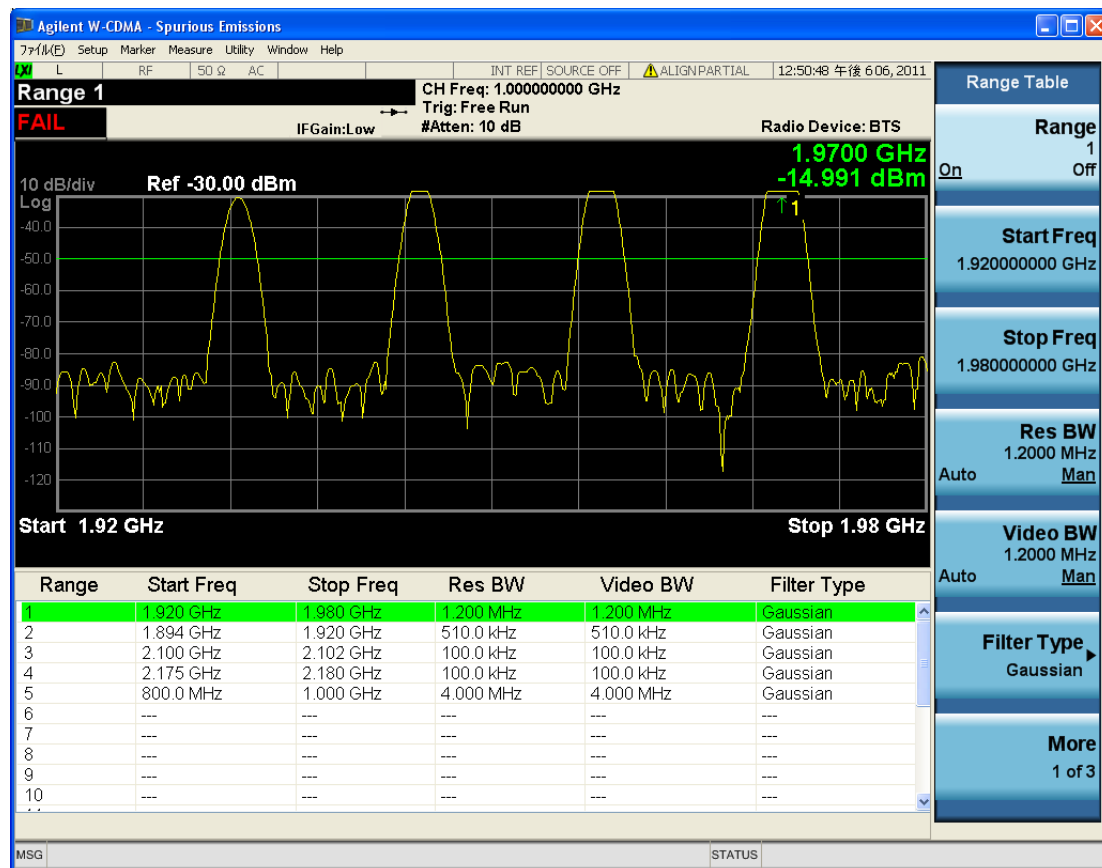 Agilent W-CDMA - Spurious Emissions
ファイル(F) Setup Marker Measure Utility Window Help
LXI L RF 50 Ω AC INT REF SOURCE OFF ALIGN PARTIAL 12:50:48 午後 6 06, 2011
Range 1
FAIL
IFGain:Low
CH Freq: 1.000000000 GHz
Trig: Free Run
#Atten: 10 dB
Radio Device: BTS
1.9700 GHz
-14.991 dBm
10 dB/div Ref -30.00 dBm
Log
1
-40.0
-50.0
-60.0
-70.0
-80.0
-90.0
-100
-110
-120
Start 1.92 GHz Stop 1.98 GHz
Range Start Freq Stop Freq Res BW Video BW Filter Type
1 1.920 GHz 1.980 GHz 1.200 MHz 1.200 MHz Gaussian
2 1.894 GHz 1.920 GHz 510.0 kHz 510.0 kHz Gaussian
3 2.100 GHz 2.102 GHz 100.0 kHz 100.0 kHz Gaussian
4 2.175 GHz 2.180 GHz 100.0 kHz 100.0 kHz Gaussian
5 800.0 MHz 1.000 GHz 4.000 MHz 4.000 MHz Gaussian
6 --- --- --- --- ---
7 --- --- --- --- ---
8 --- --- --- --- ---
9 --- --- --- --- ---
10 --- --- --- --- ---
MSG STATUS
Range Table
Range
1
On Off
Start Freq
1.920000000 GHz
Stop Freq
1.980000000 GHz
Res BW
1.2000 MHz
Auto Man
Video BW
1.2000 MHz
Auto Man
Filter Type
Gaussian
More
1 of 3